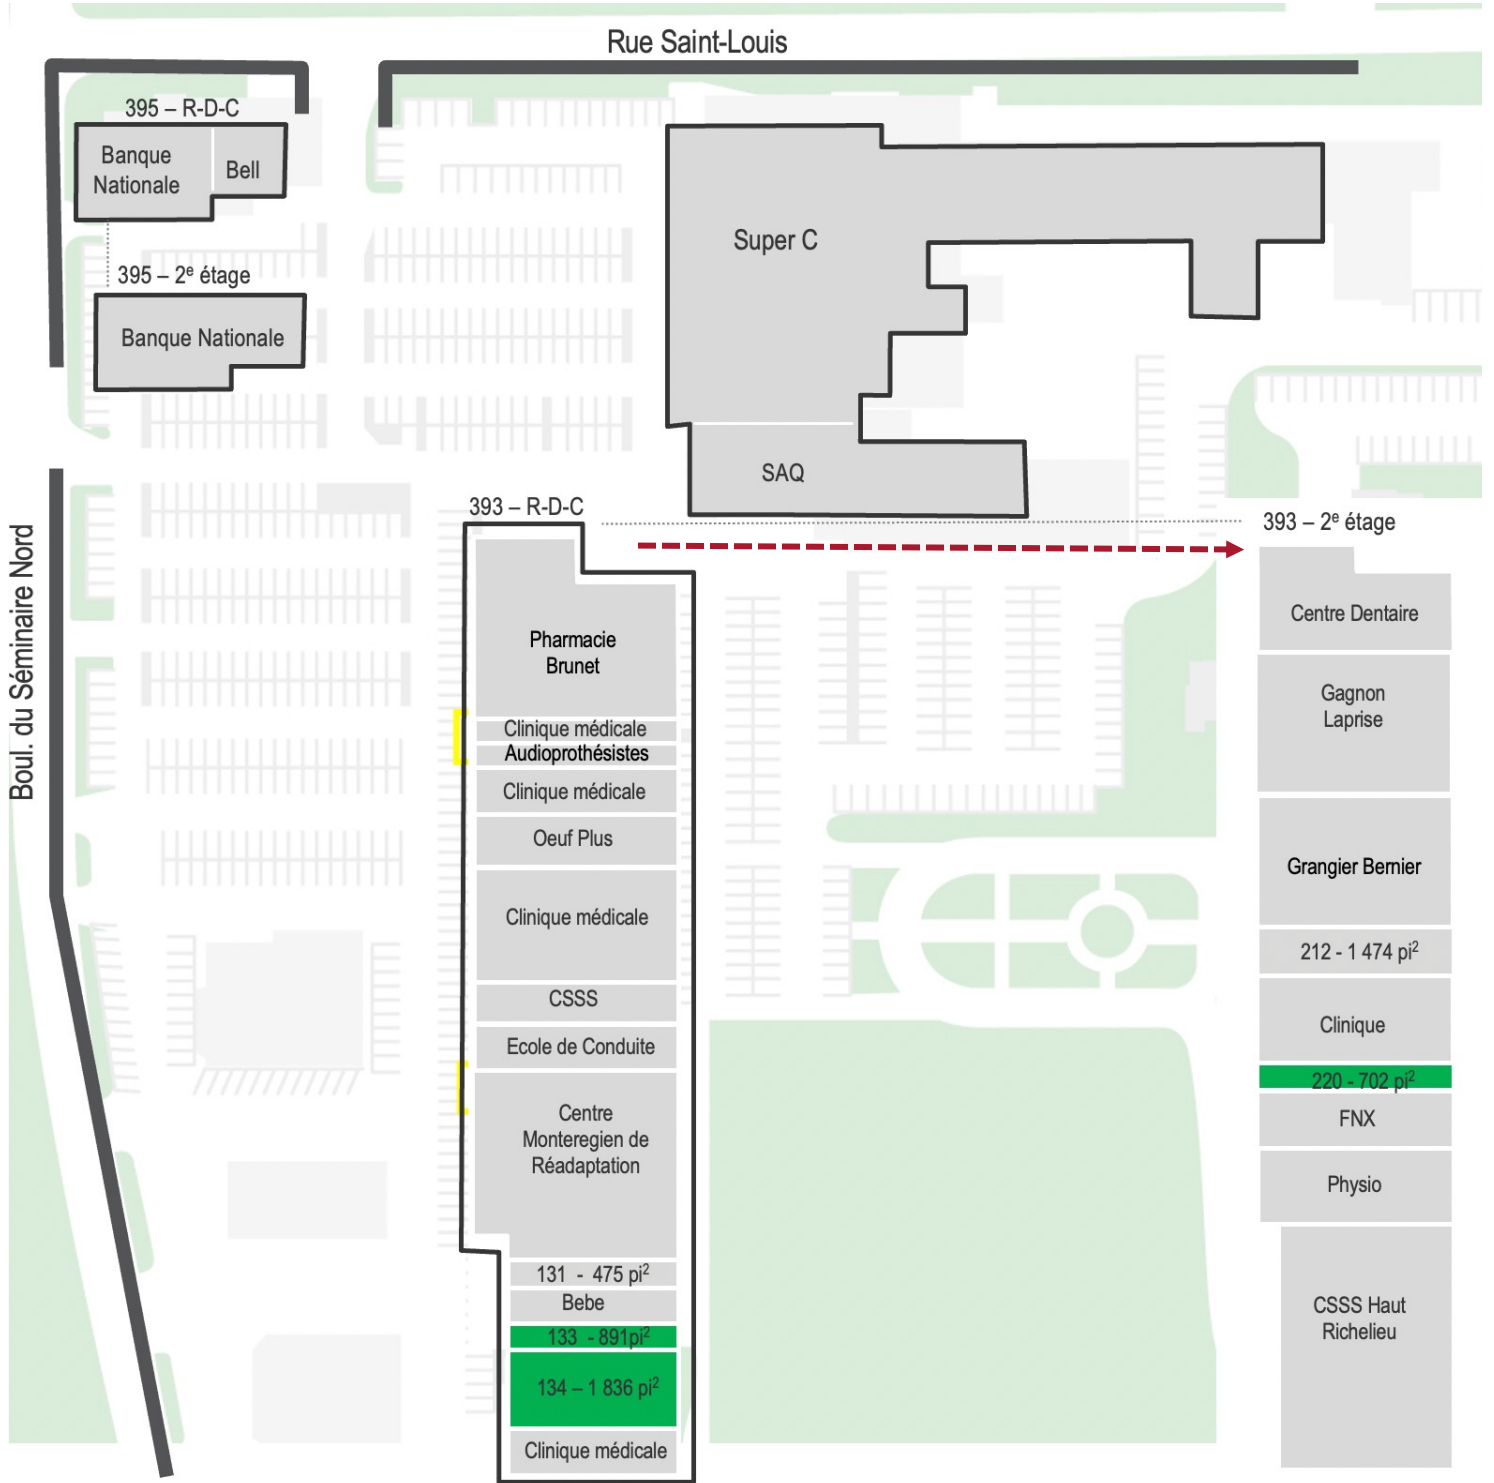 Rue Saint-Louis
395 – R-D-C
Banque
Nationale
Bell
395 – 2e étage
Banque Nationale
Super C
SAQ
Boul. du Séminaire Nord
393 – R-D-C
Pharmacie
Brunet
Clinique médicale
Audioprothésistes
Clinique médicale
Oeuf Plus
Clinique médicale
CSSS
Ecole de Conduite
Centre
Monteregien de
Réadaptation
131 - 475 pi²
Bebe
133 - 891pi²
134 – 1 836 pi²
Clinique médicale
393 – 2e étage
Centre Dentaire
Gagnon
Laprise
Grangier Bernier
212 - 1 474 pi²
Clinique
220 - 702 pi²
FNX
Physio
CSSS Haut
Richelieu